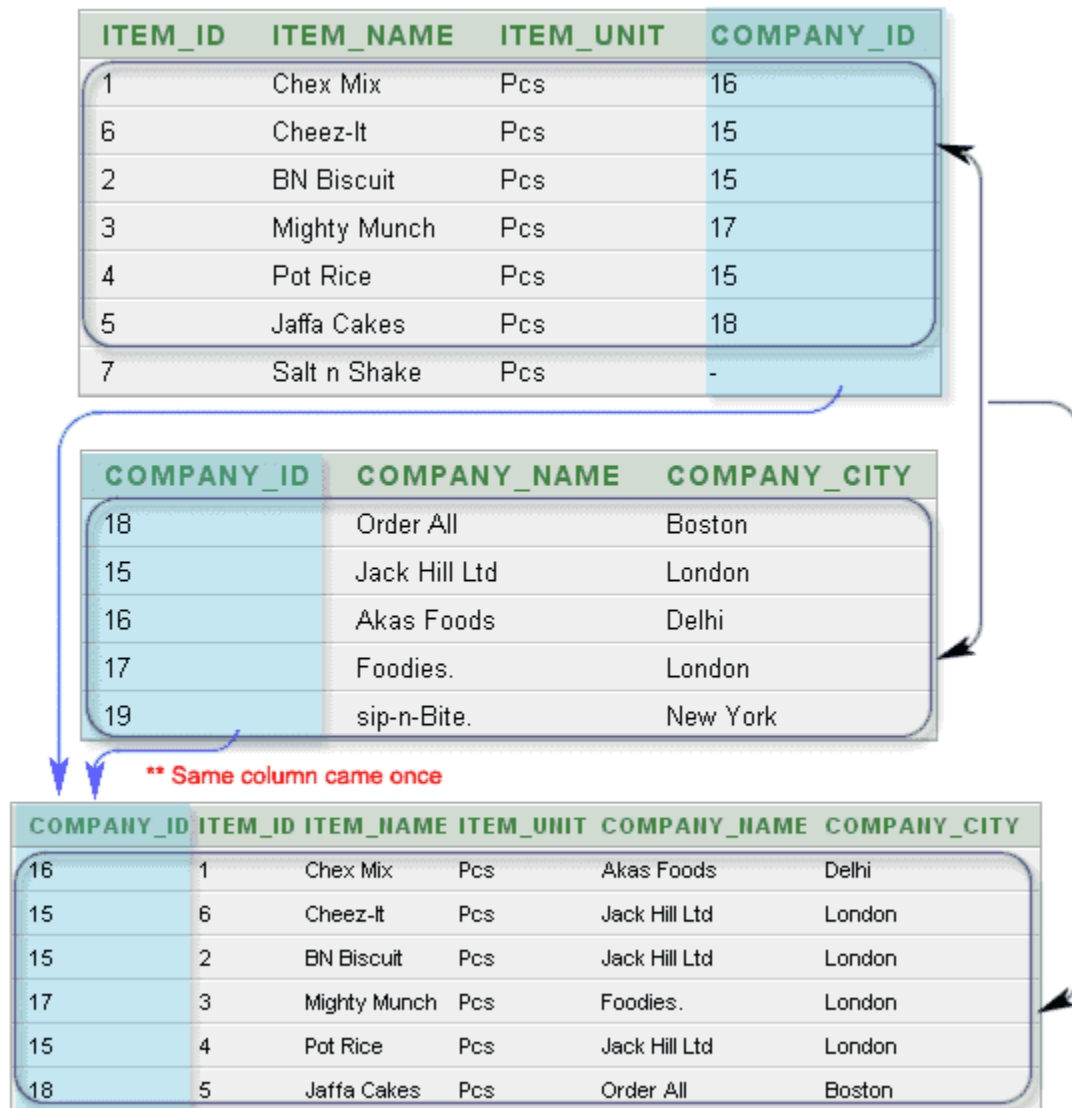 ITEM_ID ITEM_NAME ITEM_UNIT COMPANY_ID
1 Chex Mix Pcs 16
6 Cheez-It Pcs 15
2 BN Biscuit Pcs 15
3 Mighty Munch Pcs 17
4 Pot Rice Pcs 15
5 Jaffa Cakes Pcs 18
7 Salt n Shake Pcs -
COMPANY_ID COMPANY_NAME COMPANY_CITY
18 Order All Boston
15 Jack Hill Ltd London
16 Akas Foods Delhi
17 Foodies. London
19 sip-n-Bite. New York
** Same column came once
COMPANY_ID ITEM_ID ITEM_NAME ITEM_UNIT COMPANY_NAME COMPANY_CITY
16 1 Chex Mix Pcs Akas Foods Delhi
15 6 Cheez-It Pcs Jack Hill Ltd London
15 2 BN Biscuit Pcs Jack Hill Ltd London
17 3 Mighty Munch Pcs Foodies. London
15 4 Pot Rice Pcs Jack Hill Ltd London
18 5 Jaffa Cakes Pcs Order All Boston